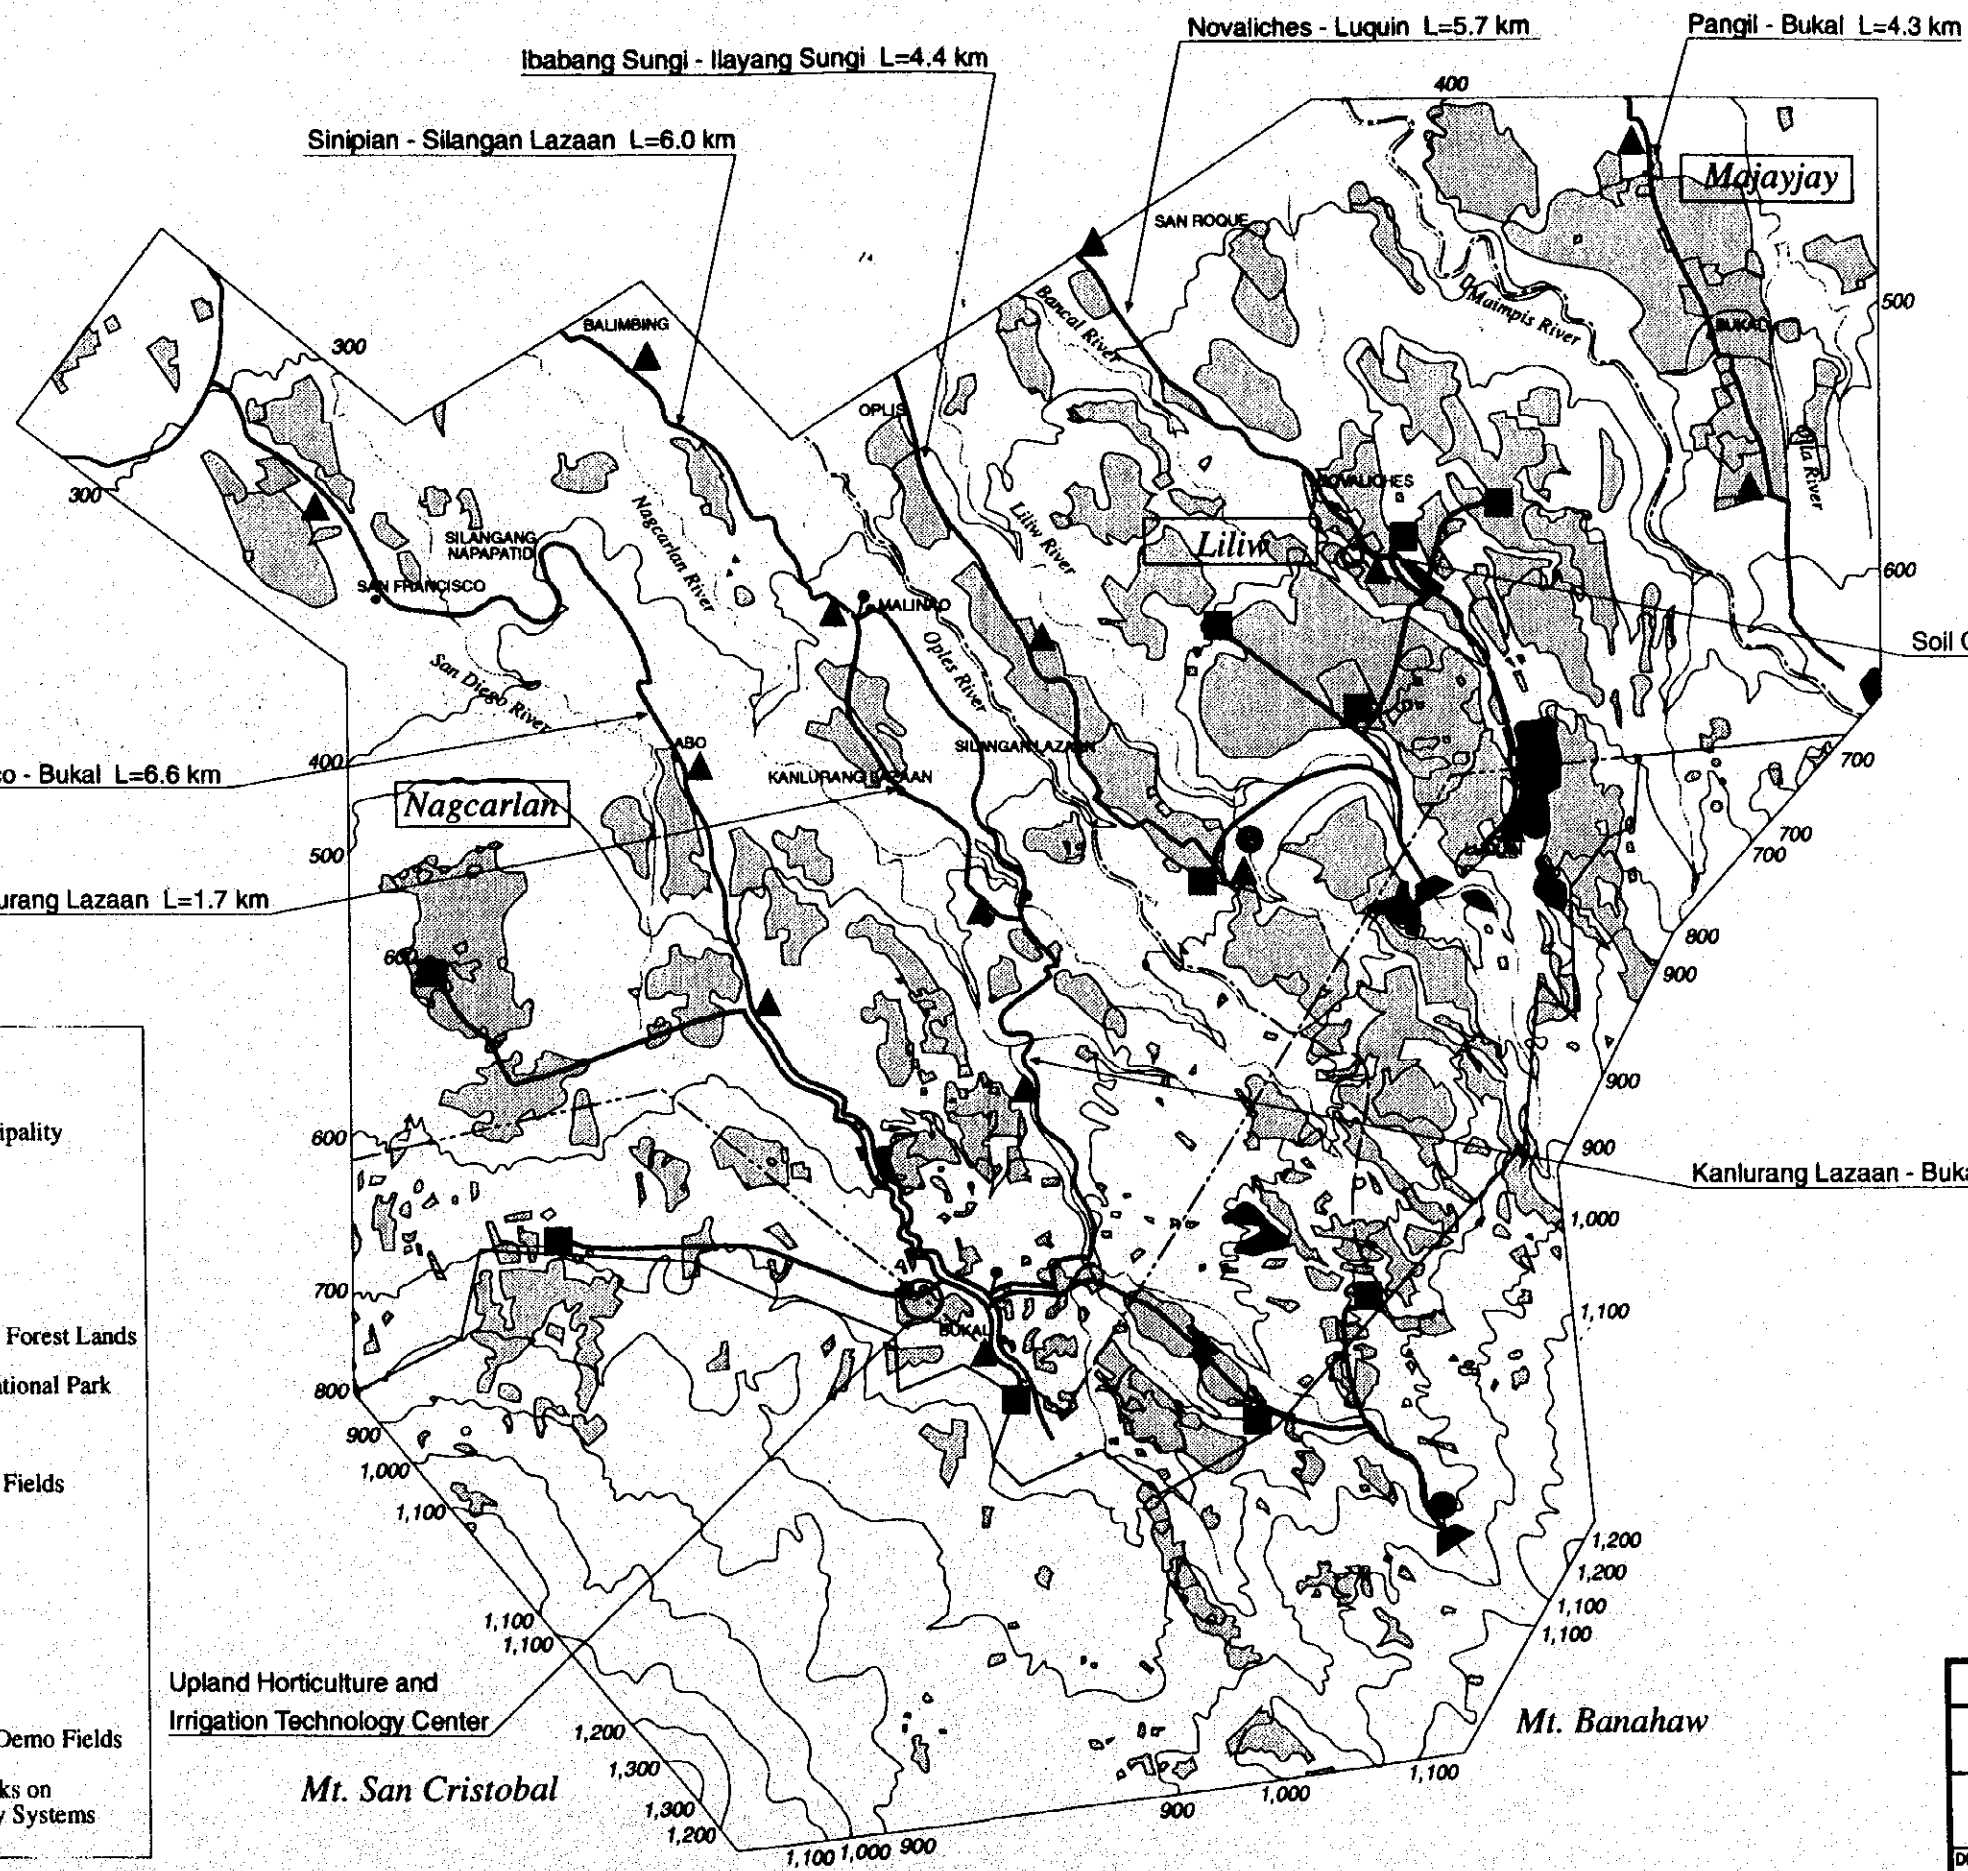 Novaliches - Luquin L=5.7 km
Pangil - Bukal L=4.3 km
Ibabang Sungi - Ilayang Sungi L=4.4 km
400
Sinipian - Silangan Lazaan L=6.0 km
Majayjay
SAN ROQUE
500
Bancal River
Maimpis River
BUKAL
BALIMBING
300
OPLIS
Olla River
300
NOVALICHES
Nagcarlan River
Liliw River
SILANGANG
NAPAPATID
Liliw
600
SAN FRANCISCO
MALINAO
Oples River
Soil
San Diego River
ABO
SILANGAN LAZAAN
400
700
co - Bukal L=6.6 km
KANLURANG LAZAAN
Nagcarlan
700
700
500
urang Lazaan L=1.7 km
800
600
900
900
ipality
600
900
Kanlurang Lazaan - Buka
1,000
700
1,100
Forest Lands
BUKAL
ational Park
800
900
1,000
Fields
1,100
1,200
1,200
1,100
1,100
1,100
1,100
Upland Horticulture and
Irrigation Technology Center
Mt. Banahaw
1,200
Demo Fields
1,300
Mt. San Cristobal
1,100
1,000
ks on
y Systems
1,300
900
1,200
1,100
1,000
900